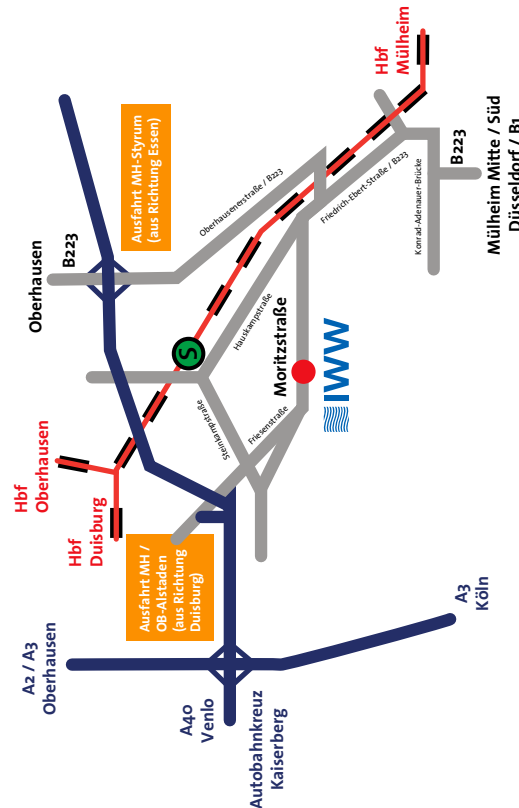 A2 / A3
Oberhausen
A40
Venlo
Autobahnkreuz
Kaiserberg
A3
Köln
Hbf
Oberhausen
Hbf
Duisburg
Ausfahrt MH /
OB-Alstaden
(aus Richtung
Duisburg)
Steinkampstraße
Friesenstraße
S
Hauskampstraße
Moritzstraße
IWW
Oberhausen
B223
Ausfahrt MH-Styrum
(aus Richtung Essen)
Oberhausenerstraße / B223
Friedrich-Ebert-Straße / B223
Konrad-Adenauer-Brücke
Hbf
Mülheim
B223
Mülheim Mitte / Süd
Düsseldorf / B1